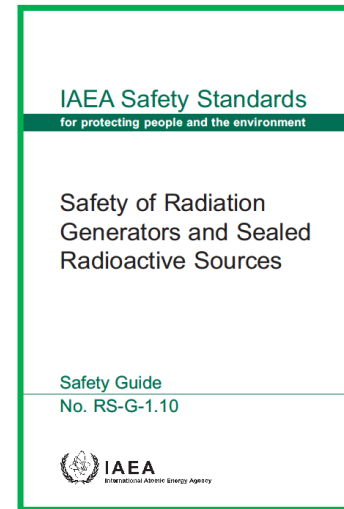 IAEA Safety Standards
for protecting people and the environment
Safety of Radiation
Generators and Sealed
Radioactive Sources
Safety Guide
No. RS-G-1.10
IAEA
International Atomic Energy Agency